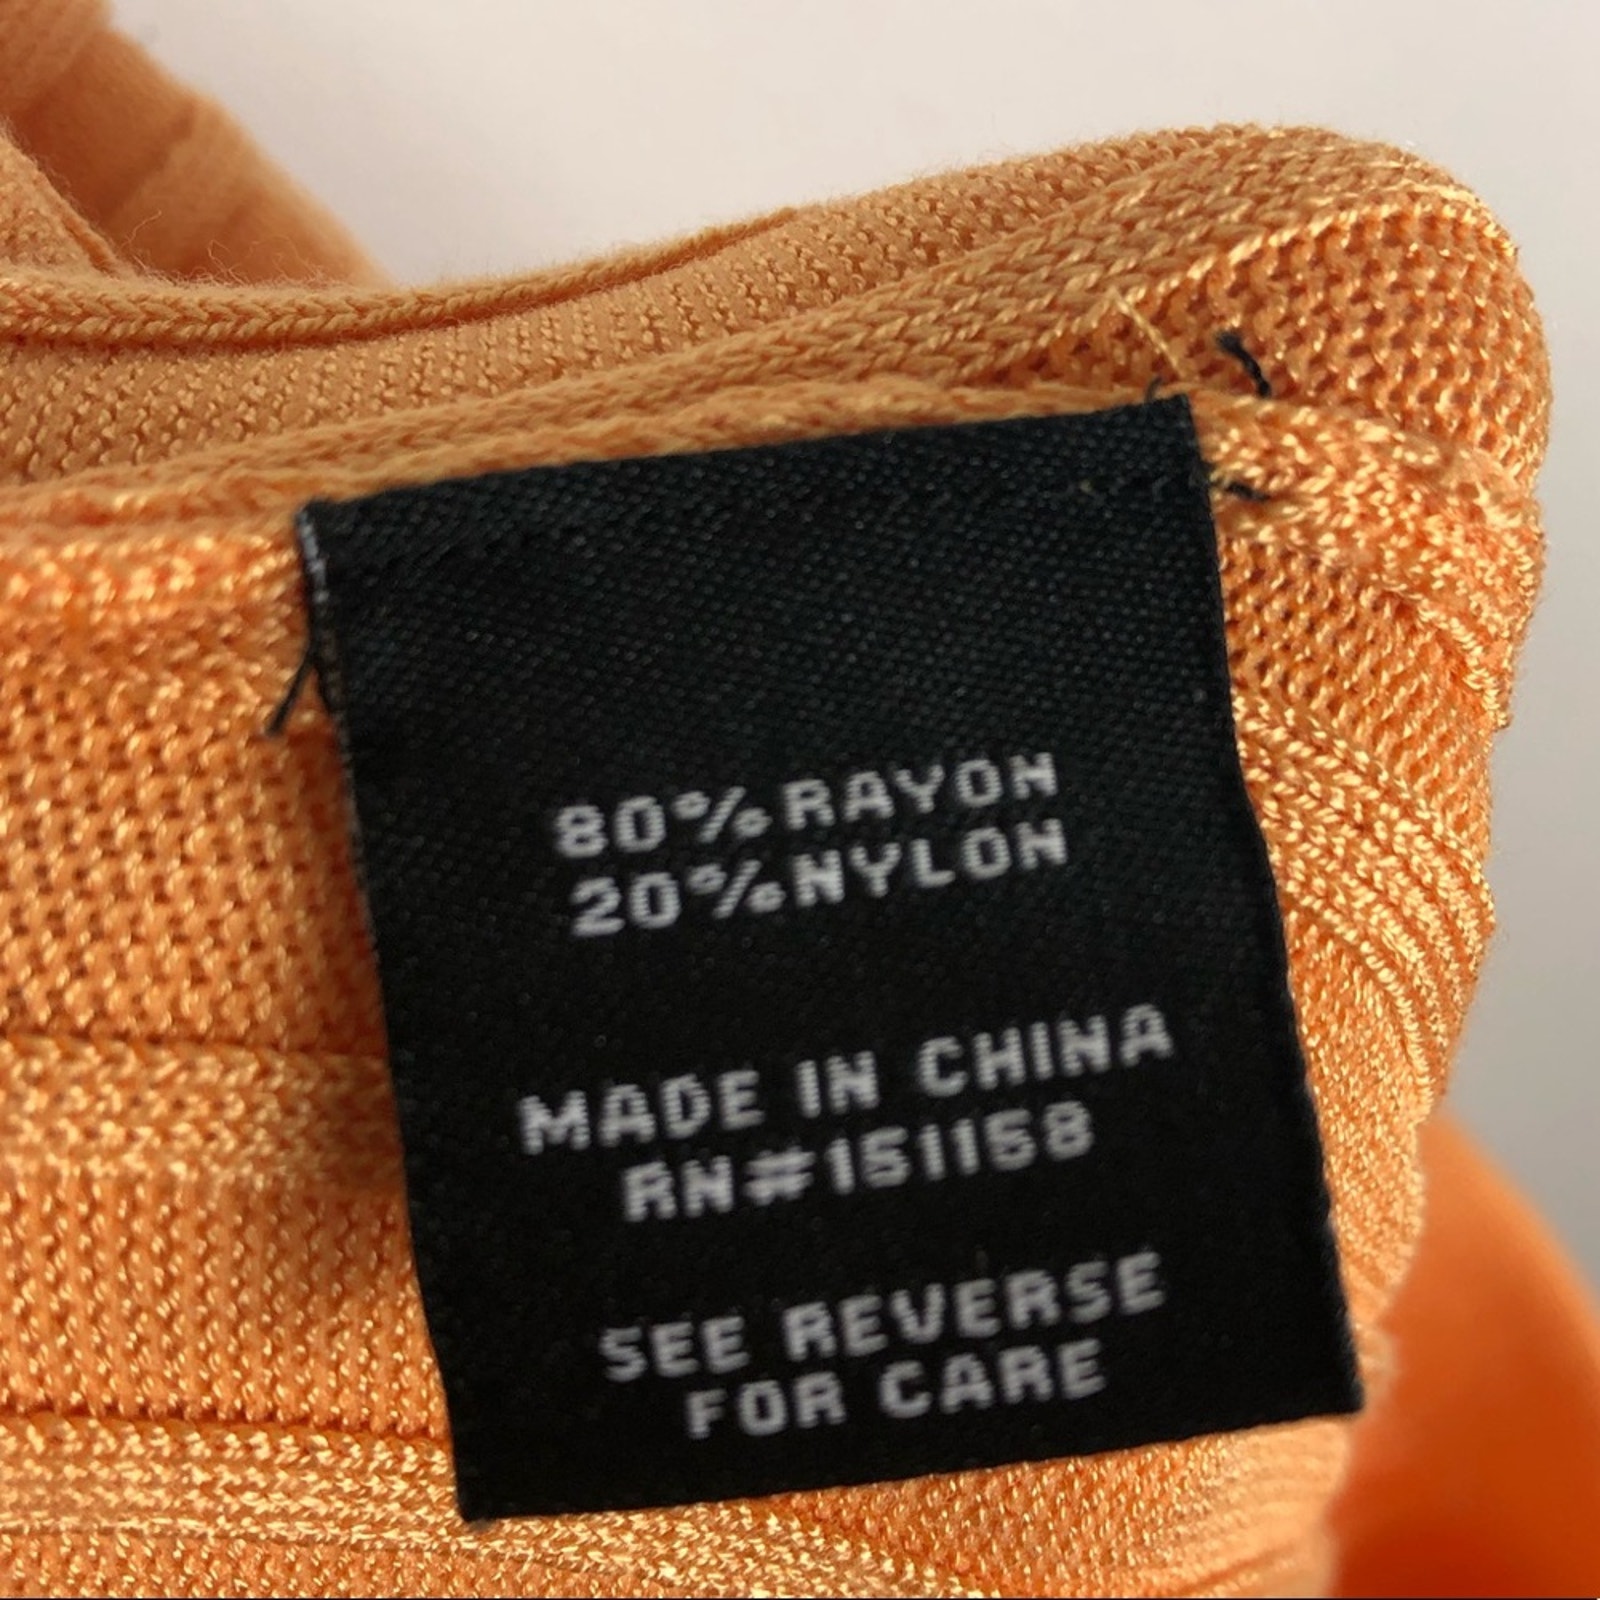 80% RAYON
20% NYLON
MADE IN CHINA
RN#151158
SEE REVERSE
FOR CARE